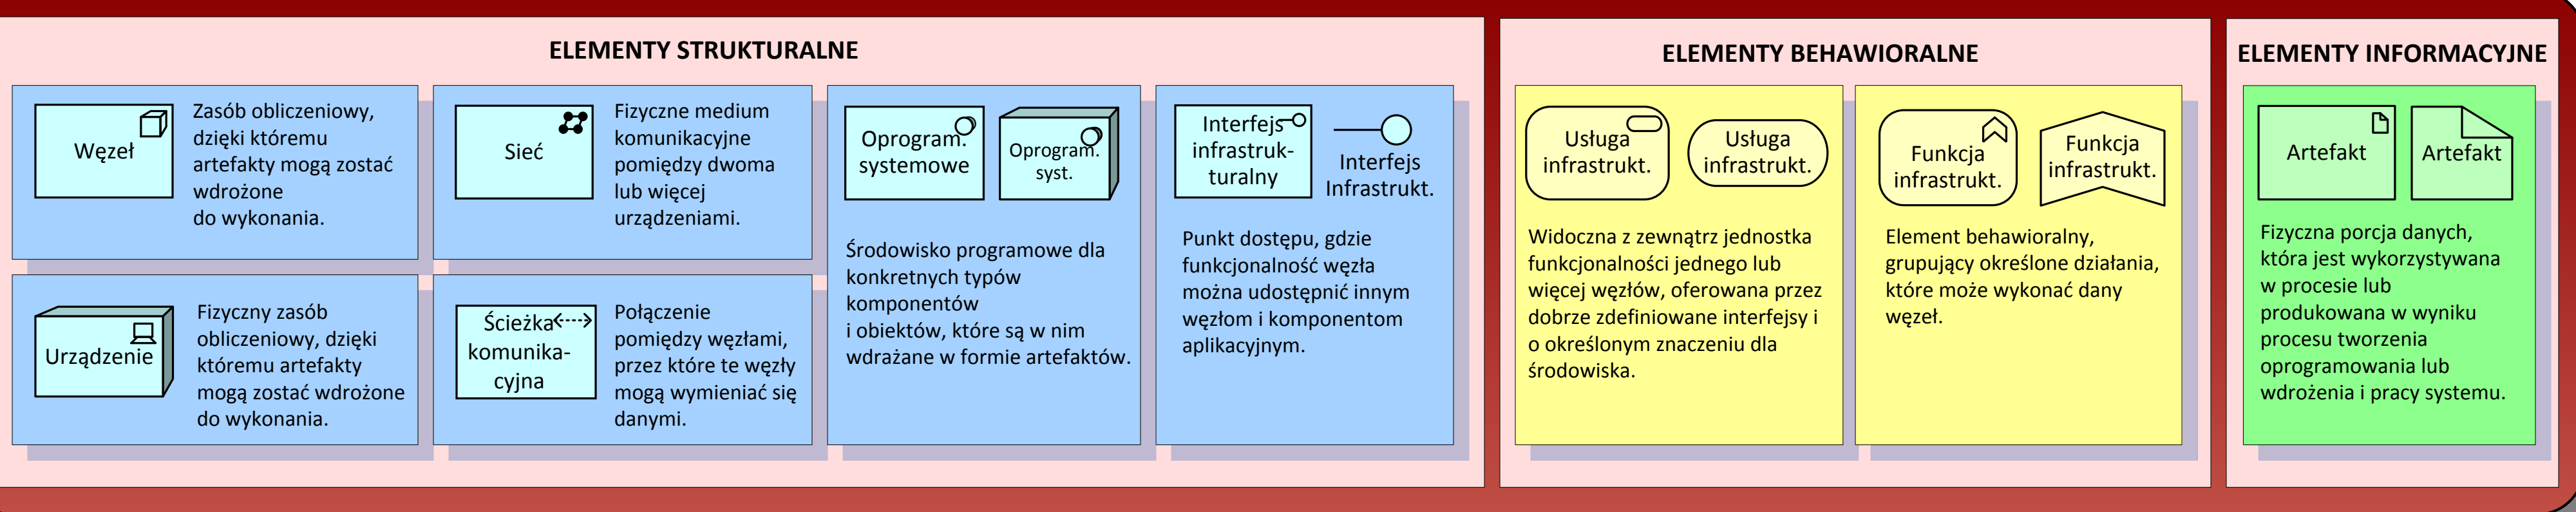 ELEMENTY STRUKTURALNE
Węzeł
Zasób obliczeniowy,
dzięki któremu
artefakty mogą zostać
wdrożone
do wykonania.
Sieć
Fizyczne medium
komunikacyjne
pomiędzy dwoma
lub więcej
urządzeniami.
Urządzenie
Fizyczny zasób
obliczeniowy, dzięki
któremu artefakty
mogą zostać wdrożone
do wykonania.
Ścieżka
komunika-
cyjna
Połączenie
pomiędzy węzłami,
przez które te węzły
mogą wymieniać się
danymi.
Oprogram.
systemowe
Oprogram.
syst.
Środowisko programowe dla
konkretnych typów
komponentów
i obiektów, które są w nim
wdrażane w formie artefaktów.
Interfejs
infrastruk-
turalny
Interfejs
Infrastrukt.
Punkt dostępu, gdzie
funkcjonalność węzła
można udostępnić innym
węzłom i komponentom
aplikacyjnym.
ELEMENTY BEHAWIORALNE
Usługa
infrastrukt.
Usługa
infrastrukt.
Widoczna z zewnątrz jednostka
funkcjonalności jednego lub
więcej węzłów, oferowana przez
dobrze zdefiniowane interfejsy i
o określonym znaczeniu dla
środowiska.
Funkcja
infrastrukt.
Funkcja
infrastrukt.
Element behawioralny,
grupujący określone działania,
które może wykonać dany
węzeł.
ELEMENTY INFORMACYJNE
Artefakt
Artefakt
Fizyczna porcja danych,
która jest wykorzystywana
w procesie lub
produkowana w wyniku
procesu tworzenia
oprogramowania lub
wdrożenia i pracy systemu.